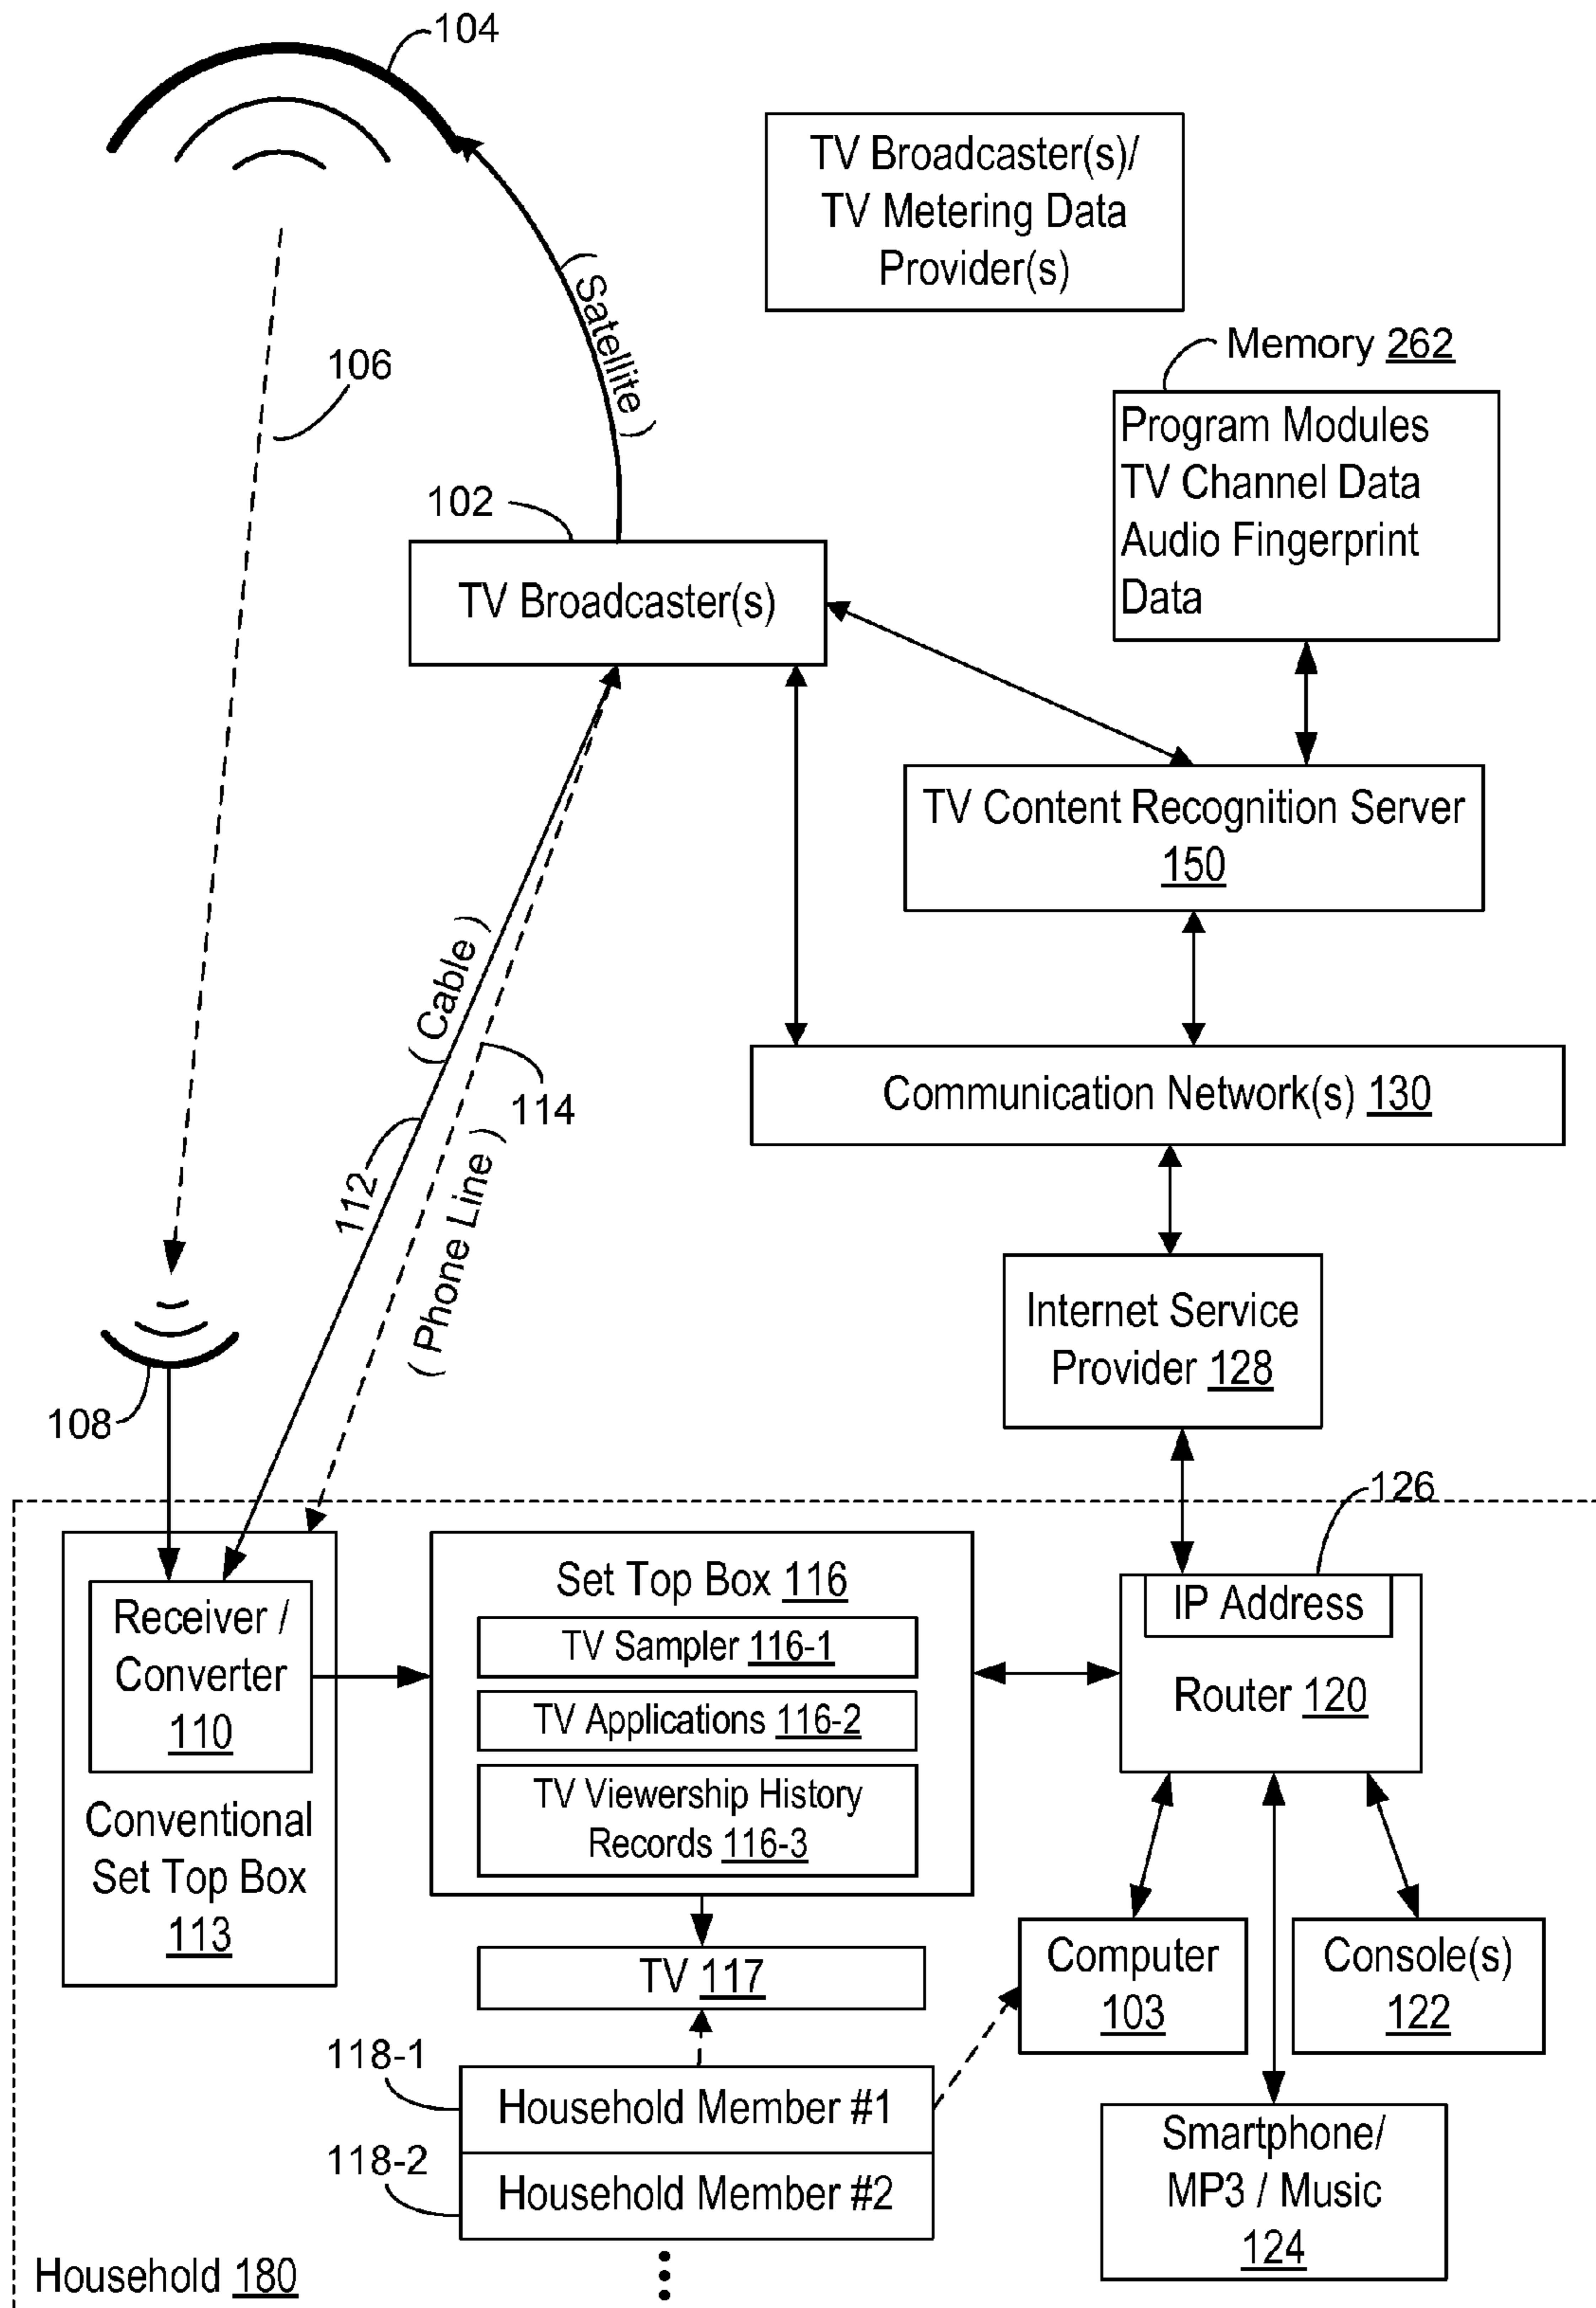 104
TV Broadcaster(s)/
TV Metering Data
Provider(s)
( Satellite )
106
Memory 262
Program Modules
TV Channel Data
Audio Fingerprint
Data
102
TV Broadcaster(s)
TV Content Recognition Server
150
( Cable )
114
112
( Phone Line )
Communication Network(s) 130
Internet Service
Provider 128
108
126
Receiver /
Converter
110
Conventional
Set Top Box
113
Set Top Box 116
TV Sampler 116-1
TV Applications 116-2
TV Viewership History
Records 116-3
IP Address
Router 120
TV 117
Computer
103
Console(s)
122
118-1
Household Member #1
118-2
Household Member #2
Smartphone/
MP3 / Music
124
Household 180